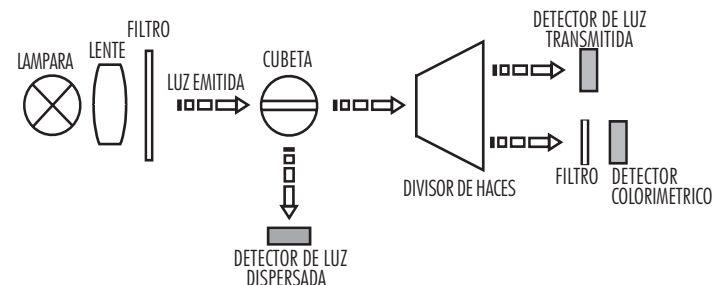 LAMPARA
LENTE
FILTRO
LUZ EMITIDA
CUBETA
DETECTOR DE LUZ
DISPERSADA
DIVISOR DE HACES
DETECTOR DE LUZ
TRANSMITIDA
FILTRO
DETECTOR
COLORIMETRICO